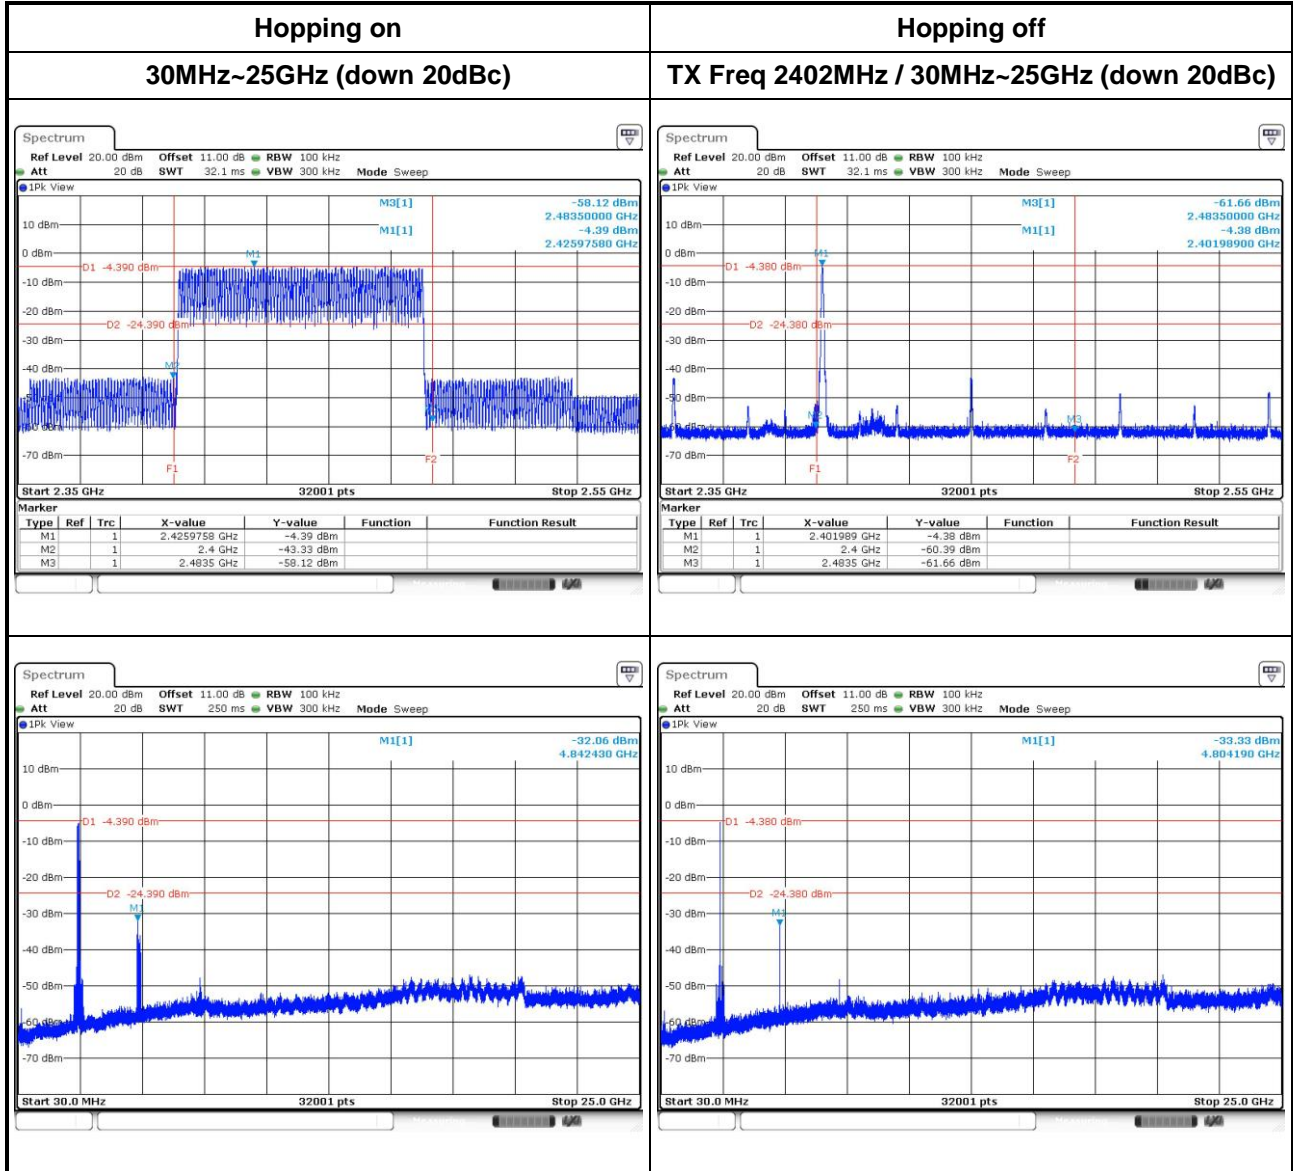 Hopping on
Hopping off
30MHz~25GHz (down 20dBc)
TX Freq 2402MHz / 30MHz~25GHz (down 20dBc)
Spectrum
Ref Level 20.00 dBm Offset 11.00 dB RBW 100 kHz
Att 20 dB SWT 32.1 ms VBW 300 kHz Mode Sweep
1Pk View
M3[1] -58.12 dBm
2.48350000 GHz
10 dBm
M1[1] -4.39 dBm
2.42597580 GHz
0 dBm
M1
D1 -4.390 dBm
-10 dBm
-20 dBm
D2 -24.390 dBm
-30 dBm
-40 dBm
M2
-50 dBm
-60 dBm
-70 dBm
F1
F2
Start 2.35 GHz 32001 pts Stop 2.55 GHz
Marker
Type Ref Trc X-value Y-value Function Function Result
M1 1 2.4259758 GHz -4.39 dBm
M2 1 2.4 GHz -43.33 dBm
M3 1 2.4835 GHz -58.12 dBm
Spectrum
Ref Level 20.00 dBm Offset 11.00 dB RBW 100 kHz
Att 20 dB SWT 32.1 ms VBW 300 kHz Mode Sweep
1Pk View
M3[1] -61.66 dBm
2.48350000 GHz
10 dBm
M1[1] -4.38 dBm
2.40198900 GHz
0 dBm
M1
D1 -4.380 dBm
-10 dBm
-20 dBm
D2 -24.380 dBm
-30 dBm
-40 dBm
-50 dBm
M2
M3
-60 dBm
-70 dBm
F1
F2
Start 2.35 GHz 32001 pts Stop 2.55 GHz
Marker
Type Ref Trc X-value Y-value Function Function Result
M1 1 2.401989 GHz -4.38 dBm
M2 1 2.4 GHz -60.39 dBm
M3 1 2.4835 GHz -61.66 dBm
Spectrum
Ref Level 20.00 dBm Offset 11.00 dB RBW 100 kHz
Att 20 dB SWT 250 ms VBW 300 kHz Mode Sweep
1Pk View
M1[1] -32.06 dBm
4.842430 GHz
10 dBm
0 dBm
D1 -4.390 dBm
-10 dBm
-20 dBm
D2 -24.390 dBm
M1
-30 dBm
-40 dBm
-50 dBm
-60 dBm
-70 dBm
Start 30.0 MHz 32001 pts Stop 25.0 GHz
Spectrum
Ref Level 20.00 dBm Offset 11.00 dB RBW 100 kHz
Att 20 dB SWT 250 ms VBW 300 kHz Mode Sweep
1Pk View
M1[1] -33.33 dBm
4.804190 GHz
10 dBm
0 dBm
D1 -4.380 dBm
-10 dBm
-20 dBm
D2 -24.380 dBm
-30 dBm
M1
-40 dBm
-50 dBm
-60 dBm
-70 dBm
Start 30.0 MHz 32001 pts Stop 25.0 GHz